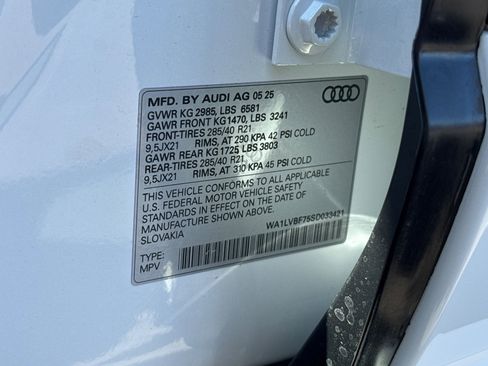 MFD. BY AUDI AG 05 25
GVWR KG 2985, LBS 6581
GAWR FRONT KG1470, LBS 3241
FRONT-TIRES 285/40 R21
9,5JX21 RIMS, AT 290 KPA 42 PSI COLD
GAWR REAR KG 1725, LBS 3803
REAR-TIRES 285/40 R21
9,5JX21 RIMS, AT 310 KPA 45 PSI COLD
THIS VEHICLE CONFORMS TO ALL APPLICABLE
U.S. FEDERAL MOTOR VEHICLE SAFETY
STANDARDS IN EFFECT ON THE DATE OF
MANUFACTURE SHOWN ABOVE.
SLOVAKIA
WA1LVBF75SD033421
TYPE:
MPV